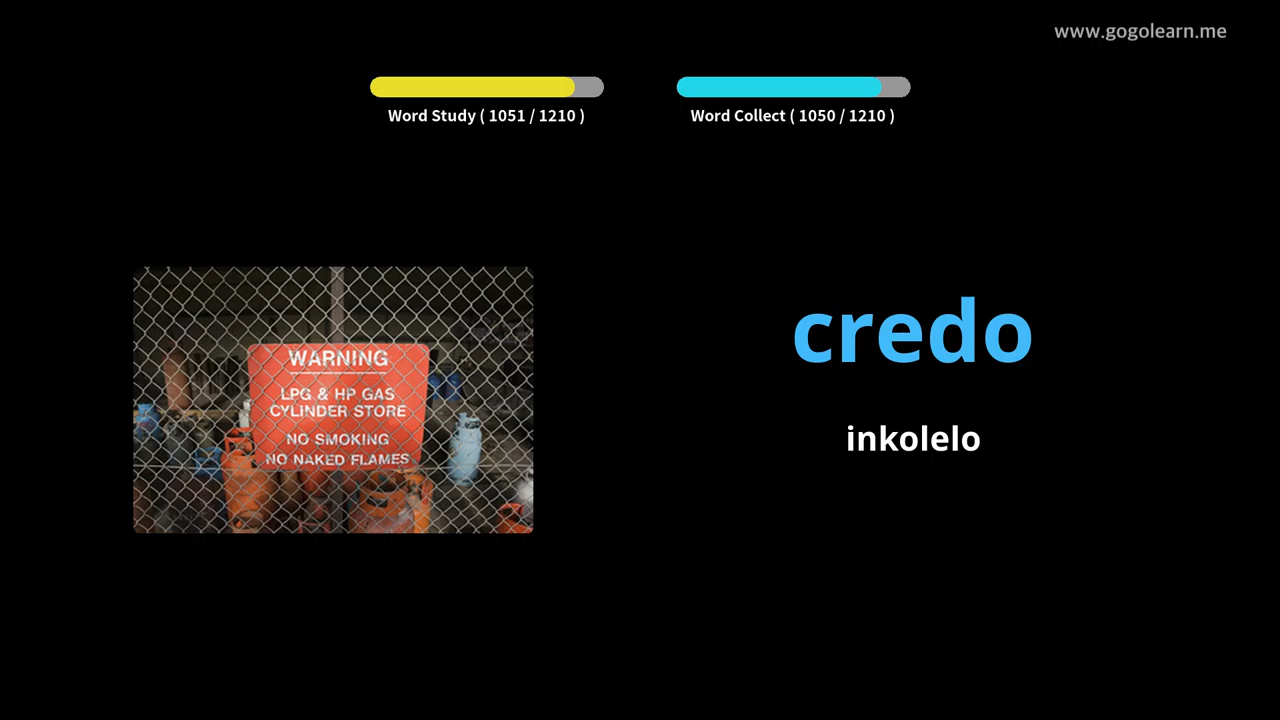 www.gogolearn.me
Word Study ( 1051 / 1210 )
Word Collect ( 1050 / 1210 )
WARNING
LPG & HP GAS
CYLINDER STORE
NO SMOKING
NO NAKED FLAMES
credo
inkolelo